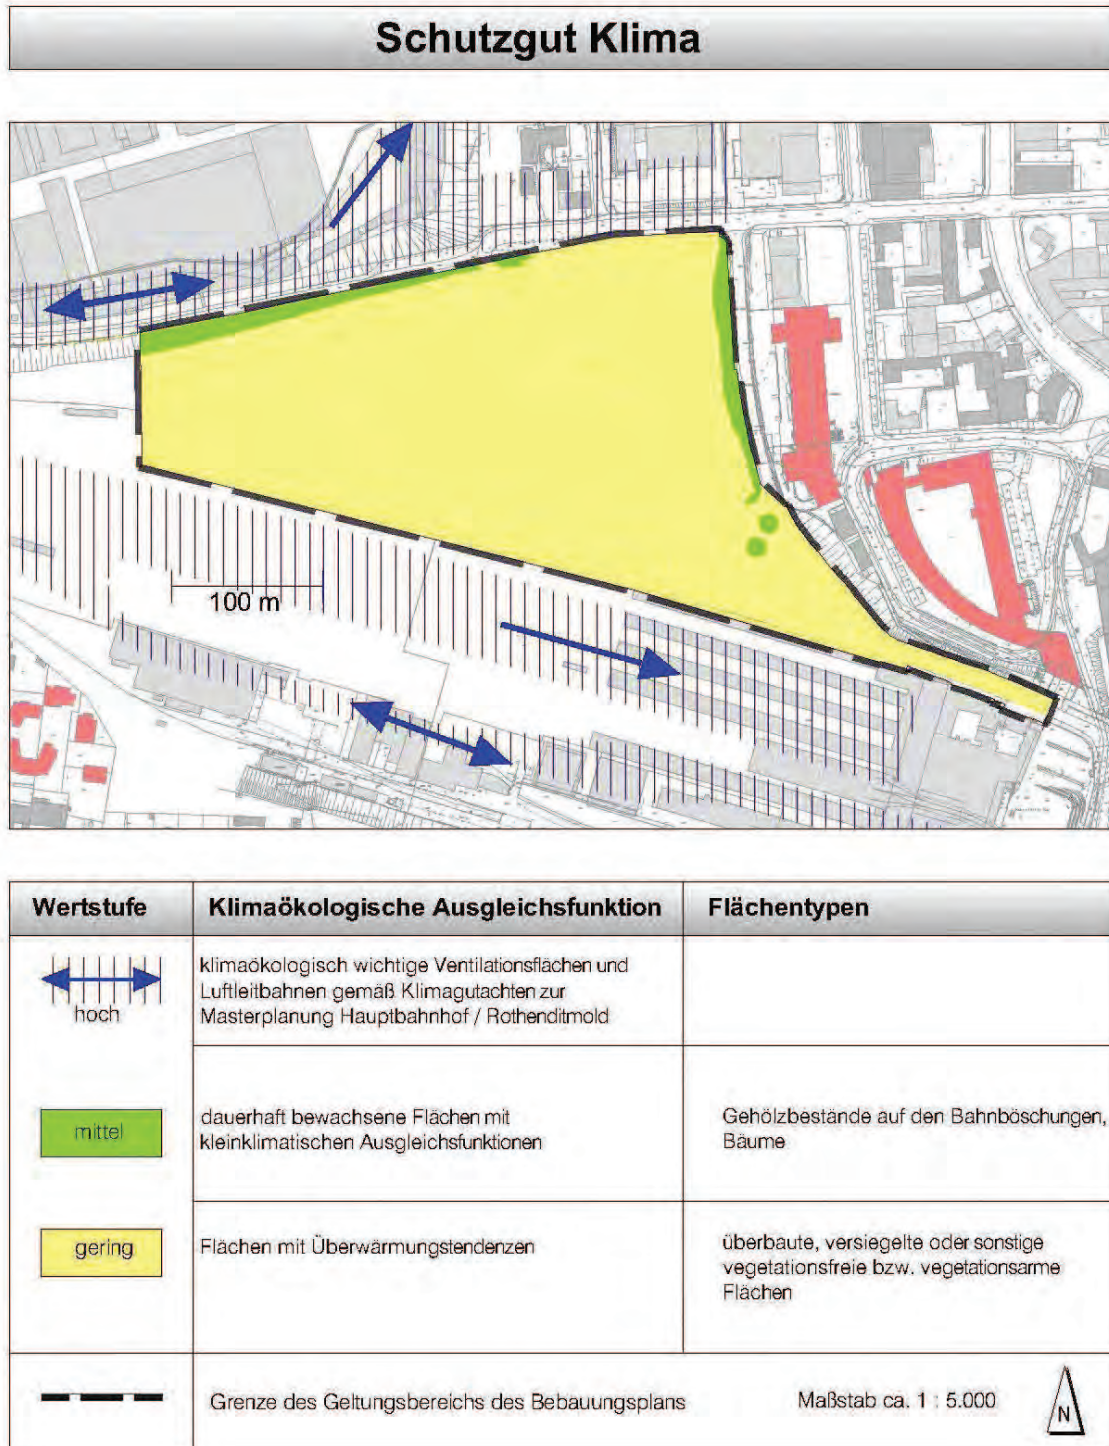 Schutzgut Klima
100 m
Wertstufe
Klimaökologische Ausgleichsfunktion
Flächentypen
hoch
klimaökologisch wichtige Ventilationsflächen und
Luftleitbahnen gemäß Klimagutachten zur
Masterplanung Hauptbahnhof / Rothenditmold
mittel
dauerhaft bewachsene Flächen mit
kleinklimatischen Ausgleichsfunktionen
Gehölzbestände auf den Bahnböschungen,
Bäume
gering
Flächen mit Überwärmungstendenzen
überbaute, versiegelte oder sonstige
vegetationsfreie bzw. vegetationsarme
Flächen
Grenze des Geltungsbereichs des Bebauungsplans
Maßstab ca. 1 : 5.000
N